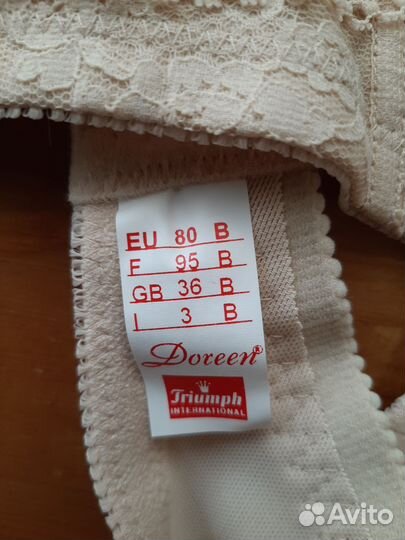 EU 80 B
F 95 B
GB 36 B
I 3 B
Doreen®
Triumph
INTERNATIONAL
Avito